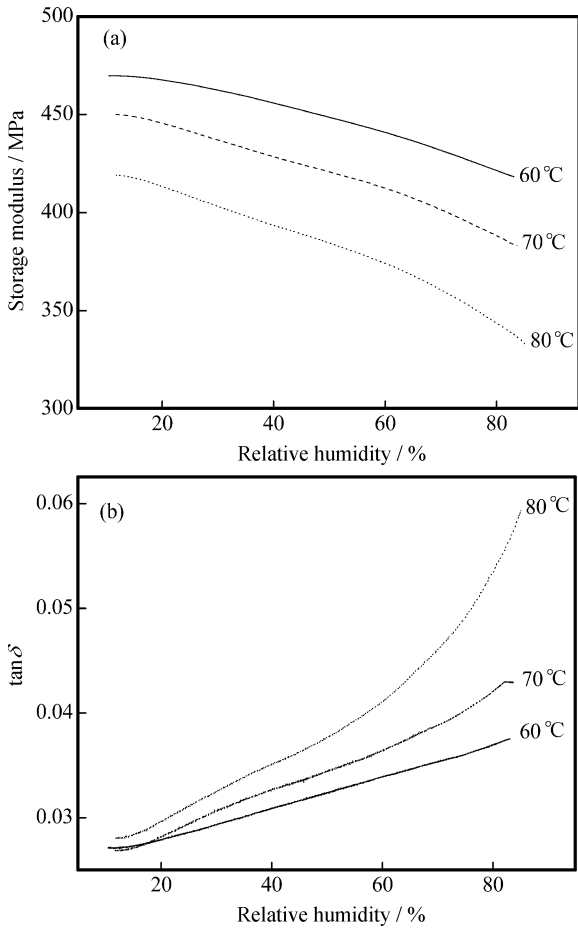 (a)
500
450
400
350
300
Storage modulus / MPa
60℃
70℃
80℃
20 40 60 80
Relative humidity / %
(b)
0.06
0.05
0.04
0.03
tanδ
80℃
70℃
60℃
20 40 60 80
Relative humidity / %